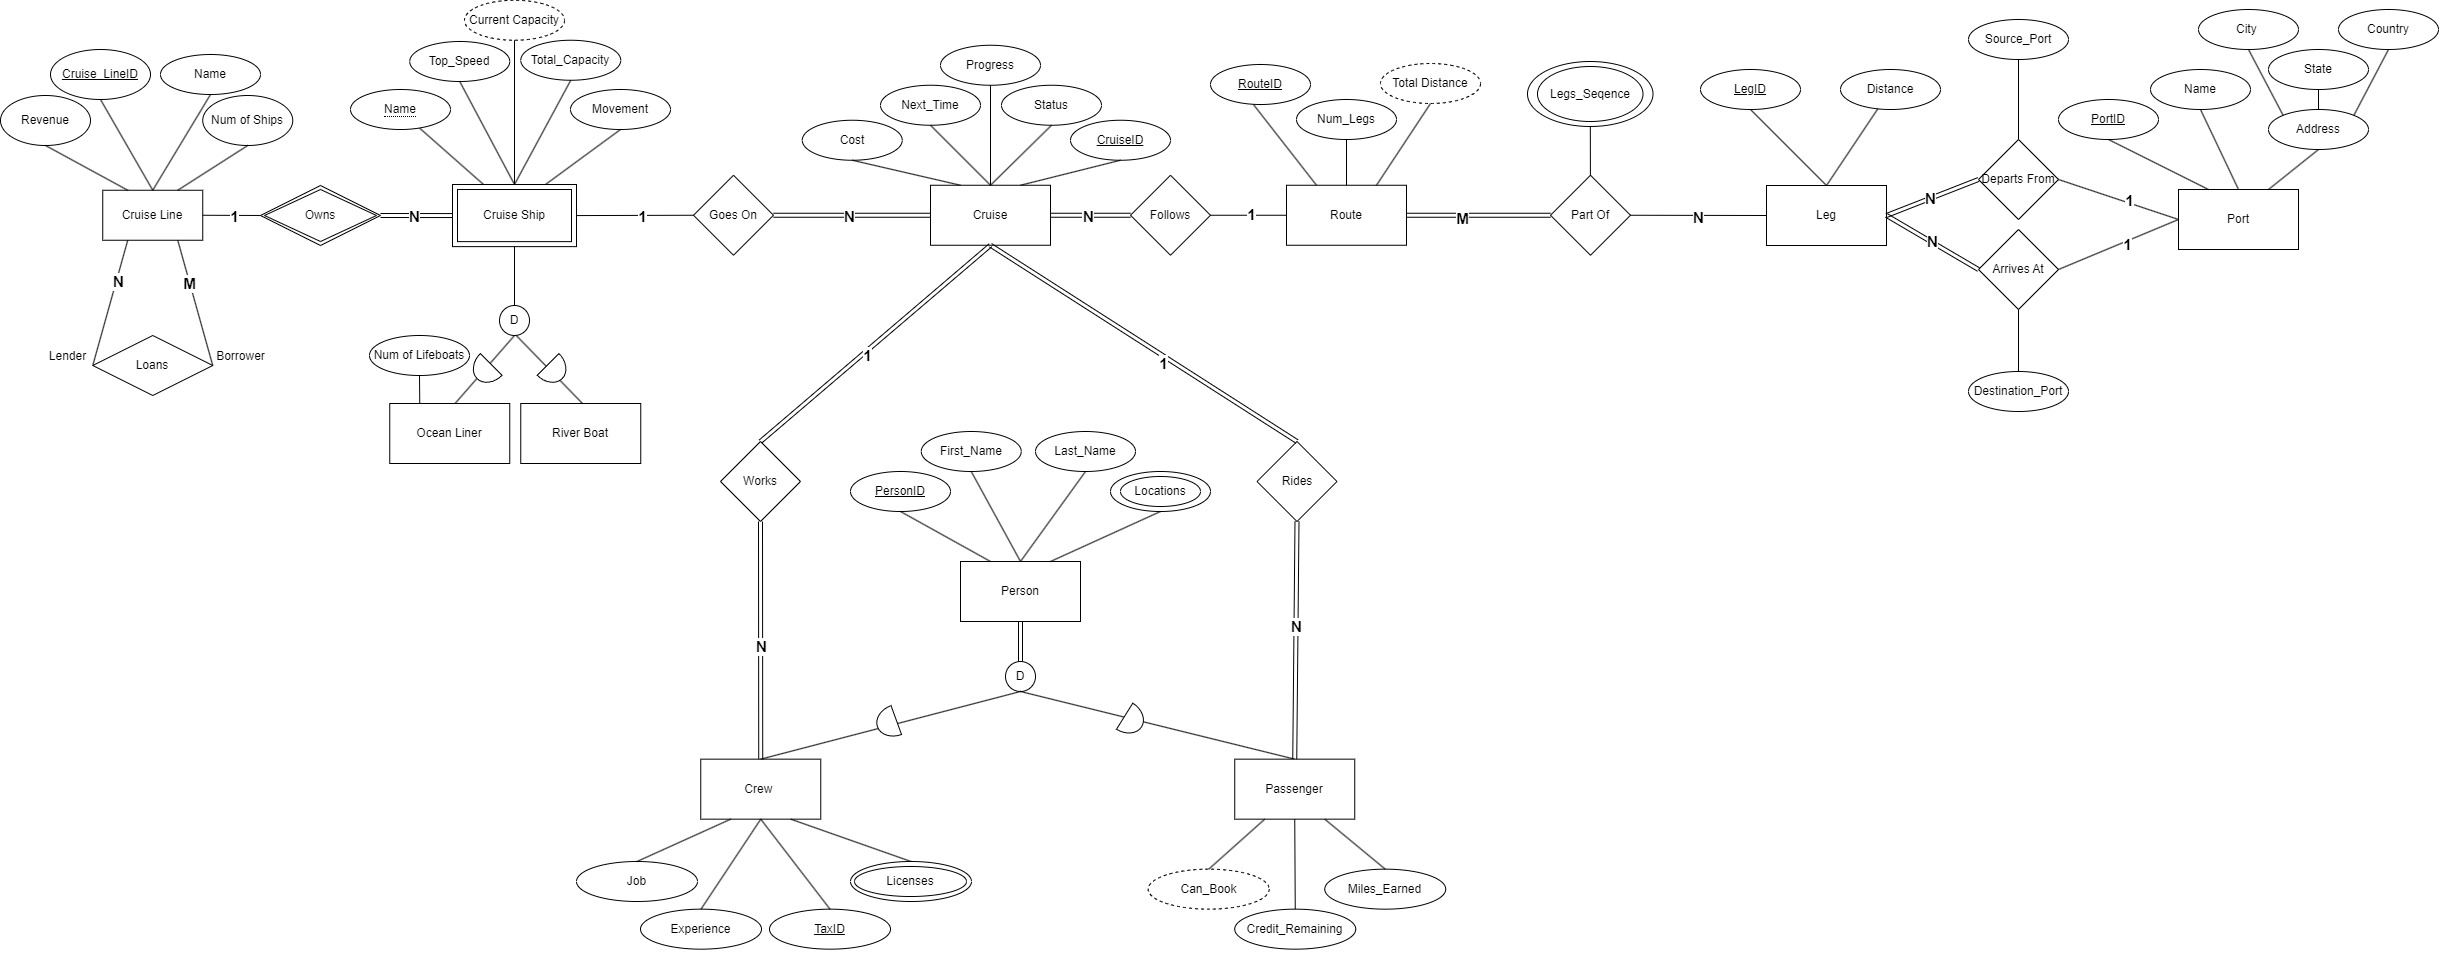 Current Capacity
Top_Speed
Total_Capacity
Name
Movement
Cruise_LineID
Name
Revenue
Num of Ships
Progress
Next_Time
Status
Cost
CruiseID
RouteID
Total Distance
Num_Legs
Legs_Seqence
LegID
Distance
Source_Port
City
Country
State
Name
PortID
Address
Cruise Line
1
Owns
N
Cruise Ship
1
Goes On
N
Cruise
N
Follows
1
Route
M
Part Of
N
Leg
N
Departs From
1
Port
N
Arrives At
1
Destination_Port
N
M
Lender
Loans
Borrower
D
Num of Lifeboats
Ocean Liner
River Boat
1
1
Works
Rides
First_Name
Last_Name
PersonID
Locations
Person
N
N
D
Crew
Passenger
Job
Experience
TaxID
Licenses
Can_Book
Credit_Remaining
Miles_Earned